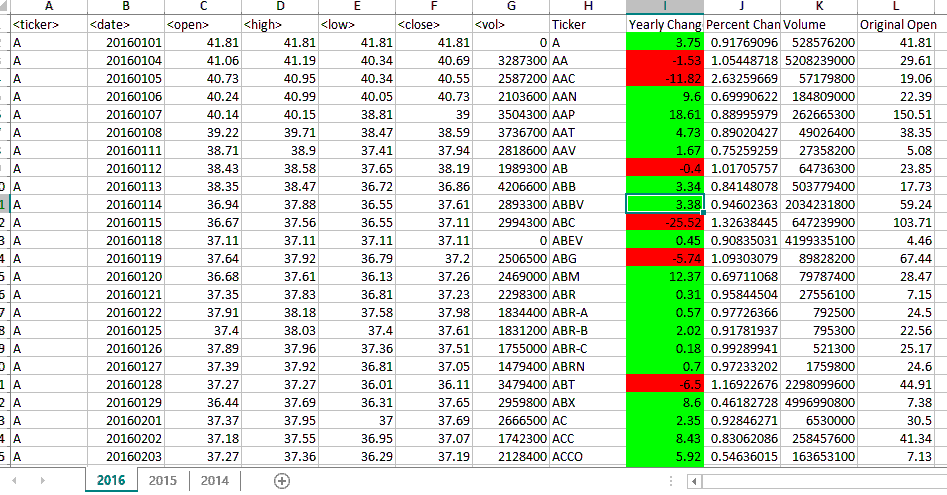 A B C D E F G H I J K L
<ticker> <date> <open> <high> <low> <close> <vol> Ticker Yearly Chang Percent Chan Volume Original Open
A 20160101 41.81 41.81 41.81 41.81 0 A 3.75 0.91769096 528576200 41.81
A 20160104 41.06 41.19 40.34 40.69 3287300 AA -1.53 1.05448718 5208239000 29.61
A 20160105 40.73 40.95 40.34 40.55 2587200 AAC -11.82 2.63259669 57179800 19.06
A 20160106 40.24 40.99 40.05 40.73 2103600 AAN 9.6 0.69990622 184809000 22.39
A 20160107 40.14 40.15 38.81 39 3504300 AAP 18.61 0.88995979 262665300 150.51
A 20160108 39.22 39.71 38.47 38.59 3736700 AAT 4.73 0.89020427 49026400 38.35
A 20160111 38.71 38.9 37.41 37.94 2818600 AAV 1.67 0.75259259 27358200 5.08
A 20160112 38.43 38.58 37.65 38.19 1989300 AB -0.4 1.01705757 64736300 23.85
A 20160113 38.35 38.47 36.72 36.86 4206600 ABB 3.34 0.84148078 503779400 17.73
A 20160114 36.94 37.88 36.55 37.61 2893300 ABBV 3.38 0.94602363 2034231800 59.24
A 20160115 36.67 37.56 36.55 37.11 2994300 ABC -25.52 1.32638445 647239900 103.71
A 20160118 37.11 37.11 37.11 37.11 0 ABEV 0.45 0.90835031 4199335100 4.46
A 20160119 37.64 37.92 36.79 37.2 2506500 ABG -5.74 1.09303079 89828200 67.44
A 20160120 36.68 37.61 36.13 37.26 2469000 ABM 12.37 0.69711068 79787400 28.47
A 20160121 37.35 37.83 36.81 37.23 2298300 ABR 0.31 0.95844504 27556100 7.15
A 20160122 37.91 38.18 37.58 37.98 1834400 ABR-A 0.57 0.97726366 792500 24.5
A 20160125 37.4 38.03 37.4 37.61 1831200 ABR-B 2.02 0.91781937 795300 22.56
A 20160126 37.89 37.96 37.36 37.51 1755000 ABR-C 0.18 0.99289941 521300 25.17
A 20160127 37.39 37.92 36.81 37.05 1479400 ABRN 0.7 0.97233202 1759800 24.6
A 20160128 37.27 37.27 36.01 36.11 3479400 ABT -6.5 1.16922676 2298099600 44.91
A 20160129 36.44 37.69 36.31 37.65 2959800 ABX 8.6 0.46182728 4996990800 7.38
A 20160201 37.37 37.95 37 37.69 2666500 AC 2.35 0.92846271 6530000 30.5
A 20160202 37.18 37.55 36.95 37.07 1742300 ACC 8.43 0.83062086 258457600 41.34
A 20160203 37.27 37.36 36.29 37.19 2128400 ACCO 5.92 0.54636015 163653100 7.13
2016 2015 2014